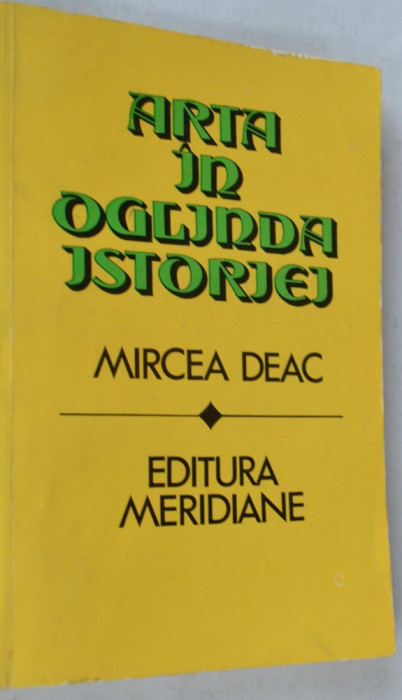 ARTA
ÎN
OGLINDA
ISTORIEI
MIRCEA DEAC
EDITURA
MERIDIANE